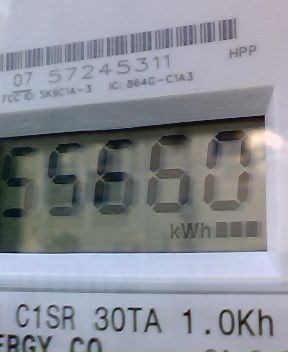 HPP
07 57245311
FCC ID: SK9C1A-3 IC: 864G-C1A3
55660
kWh
C1SR 30TA 1.0Kh
ERGY CO